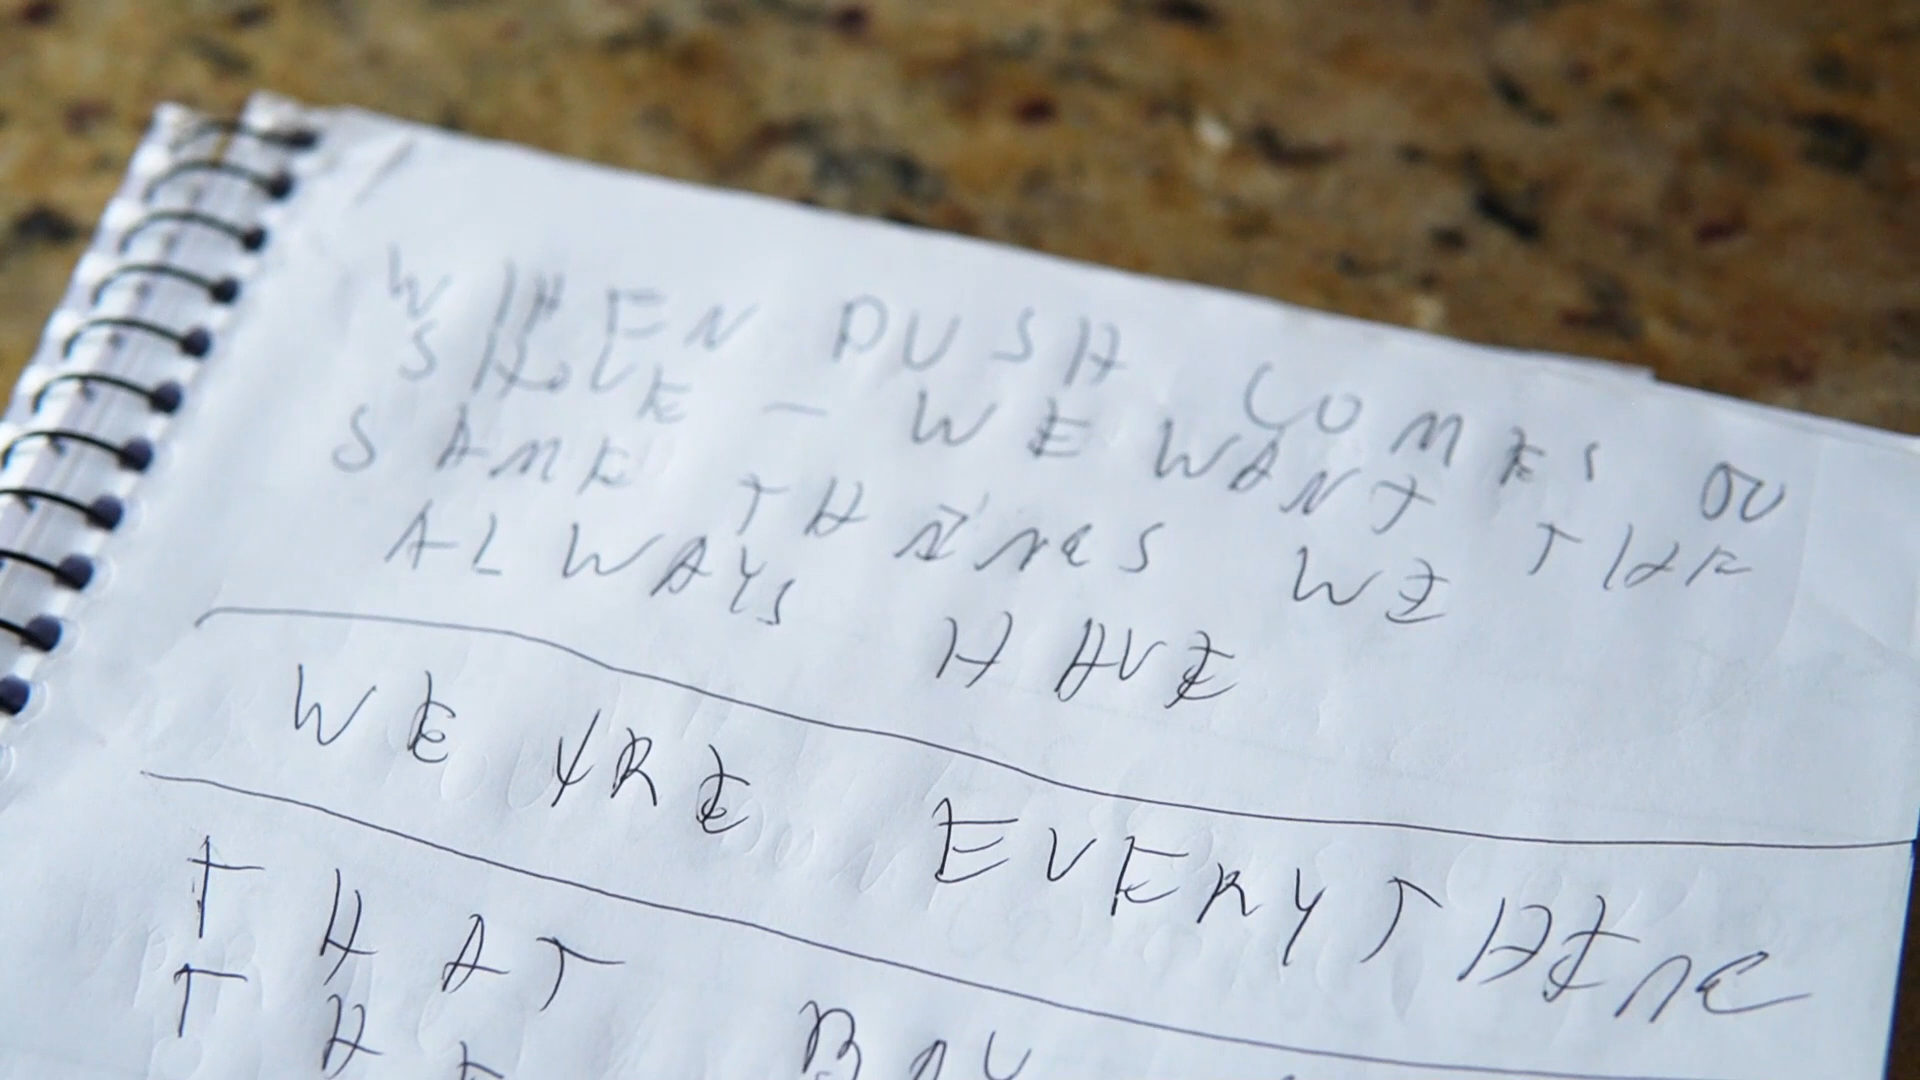 WHEN PUSH COMES OU
SHOVE - WE WANT THE
SAME THINGS WE
ALWAYS HAVE
WE ARE EVERYTHING
THAT